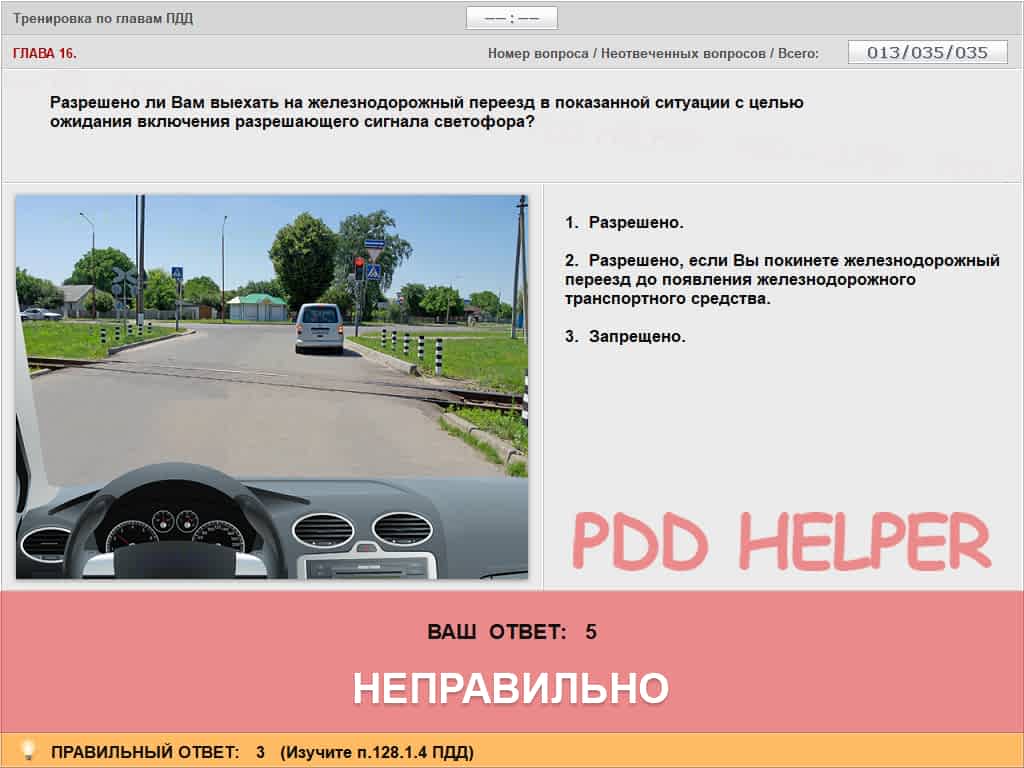 Тренировка по главам ПДД
—— : ——
ГЛАВА 16.
Номер вопроса / Неотвеченных вопросов / Всего:
013/035/035
Разрешено ли Вам выехать на железнодорожный переезд в показанной ситуации с целью
ожидания включения разрешающего сигнала светофора?
1. Разрешено.
2. Разрешено, если Вы покинете железнодорожный
переезд до появления железнодорожного
транспортного средства.
3. Запрещено.
PDD HELPER
ВАШ ОТВЕТ: 5
НЕПРАВИЛЬНО
ПРАВИЛЬНЫЙ ОТВЕТ: 3 (Изучите п.128.1.4 ПДД)